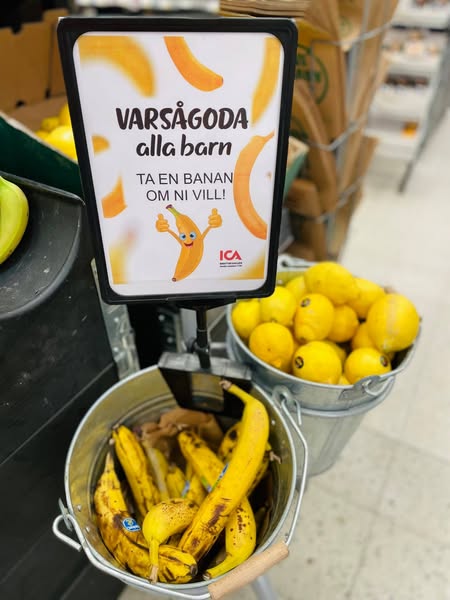 VARSÅGODA
alla barn
TA EN BANAN
OM NI VILL!
ICA